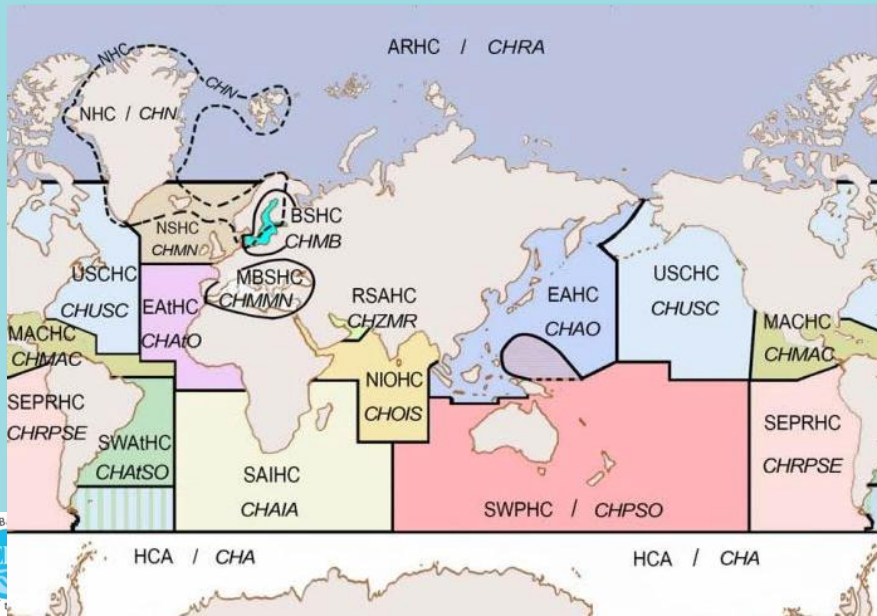 ARHC / CHRA
NHC
CHN
NHC / CHN
BSHC
CHMB
NSHC
CHMN
MBSHC
CHMMN
USCHC
CHUSC
EAtHC
CHAtO
RSAHC
CHZMR
EAHC
CHAO
USCHC
CHUSC
MACHC
CHMAC
MACHC
CHMAC
NIOHC
CHOIS
SEPRHC
CHRPSE
SWAtHC
CHAtSO
SEPRHC
CHRPSE
SAIHC
CHAIA
SWPHC / CHPSO
HCA / CHA
HCA / CHA